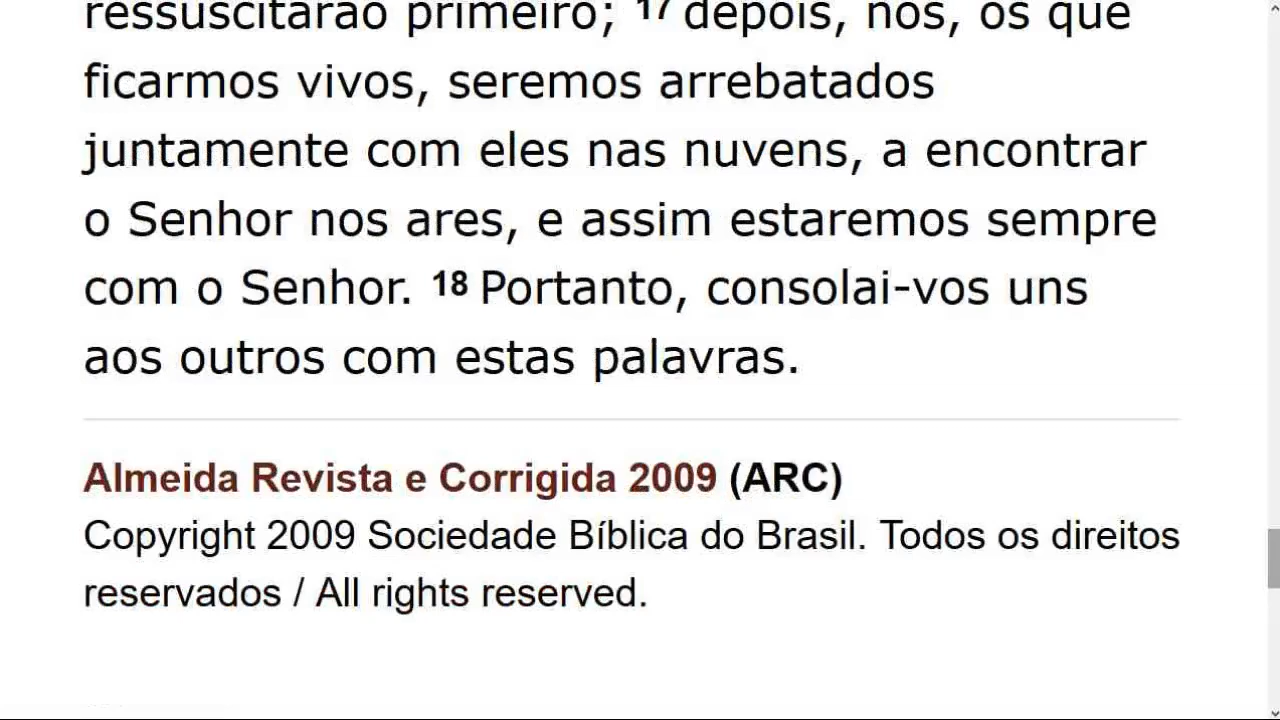 ressuscitarão primeiro; 17 depois, nós, os que
ficarmos vivos, seremos arrebatados
juntamente com eles nas nuvens, a encontrar
o Senhor nos ares, e assim estaremos sempre
com o Senhor. 18 Portanto, consolai-vos uns
aos outros com estas palavras.
Almeida Revista e Corrigida 2009 (ARC)
Copyright 2009 Sociedade Bíblica do Brasil. Todos os direitos
reservados / All rights reserved.